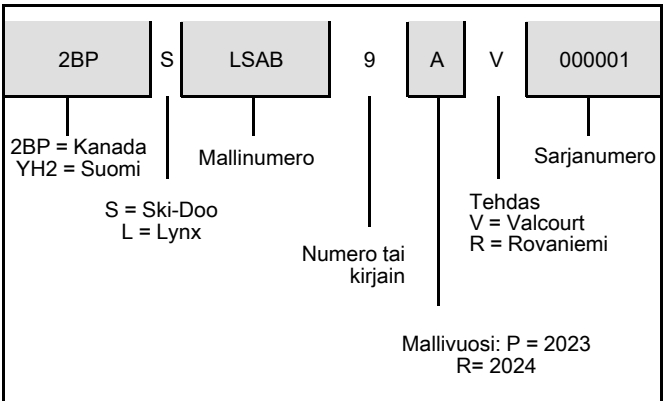 2BP S LSAB 9 A V 000001
2BP = Kanada
YH2 = Suomi
Mallinumero
Sarjanumero
S = Ski-Doo
L = Lynx
Tehdas
V = Valcourt
R = Rovaniemi
Numero tai
kirjain
Mallivuosi: P = 2023
R= 2024